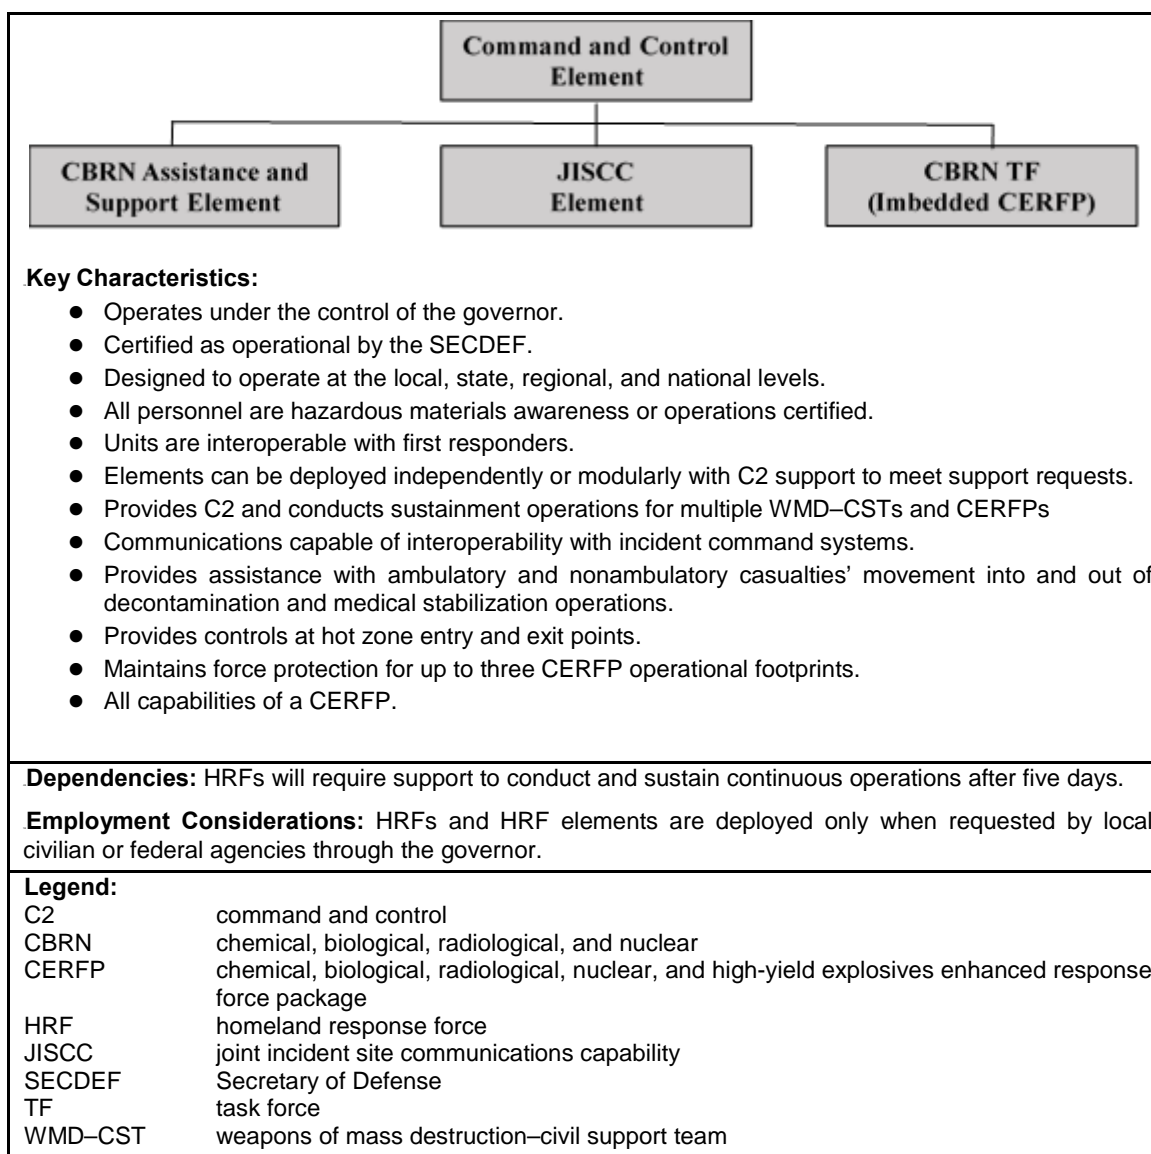 Command and Control
Element
CBRN Assistance and
Support Element
JISCC
Element
CBRN TF
(Imbedded CERFP)
Key Characteristics:
● Operates under the control of the governor.
● Certified as operational by the SECDEF.
● Designed to operate at the local, state, regional, and national levels.
● All personnel are hazardous materials awareness or operations certified.
● Units are interoperable with first responders.
● Elements can be deployed independently or modularly with C2 support to meet support requests.
● Provides C2 and conducts sustainment operations for multiple WMD–CSTs and CERFPs
● Communications capable of interoperability with incident command systems.
● Provides assistance with ambulatory and nonambulatory casualties’ movement into and out of
decontamination and medical stabilization operations.
● Provides controls at hot zone entry and exit points.
● Maintains force protection for up to three CERFP operational footprints.
● All capabilities of a CERFP.
Dependencies: HRFs will require support to conduct and sustain continuous operations after five days.
Employment Considerations: HRFs and HRF elements are deployed only when requested by local
civilian or federal agencies through the governor.
Legend:
C2 command and control
CBRN chemical, biological, radiological, and nuclear
CERFP chemical, biological, radiological, nuclear, and high-yield explosives enhanced response
force package
HRF homeland response force
JISCC joint incident site communications capability
SECDEF Secretary of Defense
TF task force
WMD–CST weapons of mass destruction–civil support team